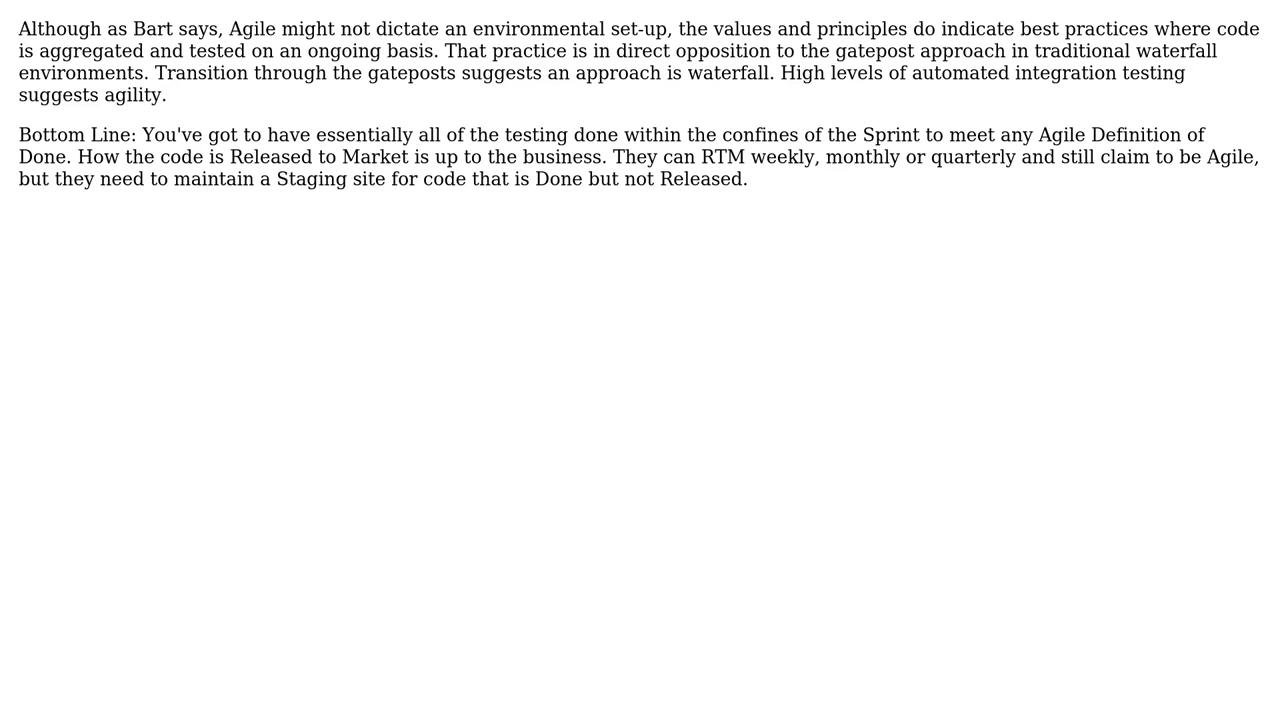 Although as Bart says, Agile might not dictate an environmental set-up, the values and principles do indicate best practices where code
is aggregated and tested on an ongoing basis. That practice is in direct opposition to the gatepost approach in traditional waterfall
environments. Transition through the gateposts suggests an approach is waterfall. High levels of automated integration testing
suggests agility.
Bottom Line: You've got to have essentially all of the testing done within the confines of the Sprint to meet any Agile Definition of
Done. How the code is Released to Market is up to the business. They can RTM weekly, monthly or quarterly and still claim to be Agile,
but they need to maintain a Staging site for code that is Done but not Released.